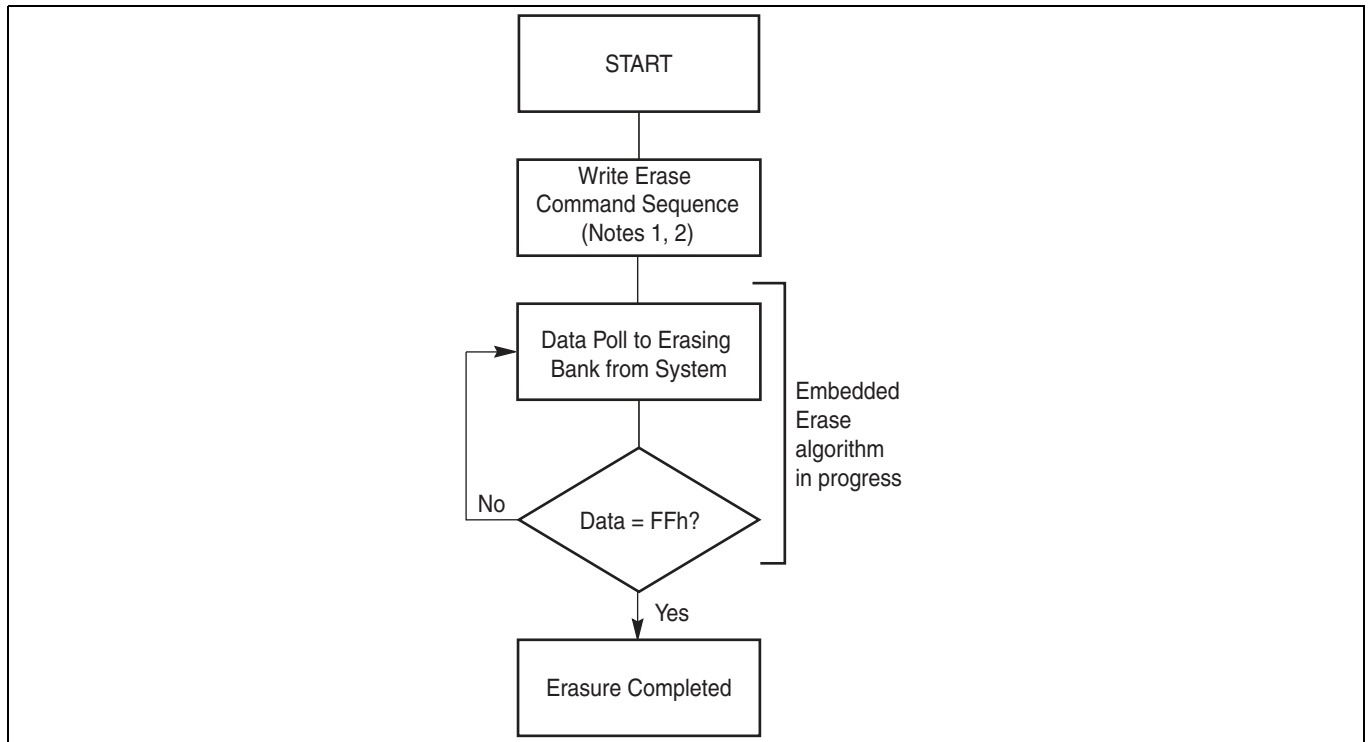 START
Write Erase
Command Sequence
(Notes 1, 2)
Data Poll to Erasing
Bank from System
Embedded
Erase
algorithm
in progress
No
Data = FFh?
Yes
Erasure Completed